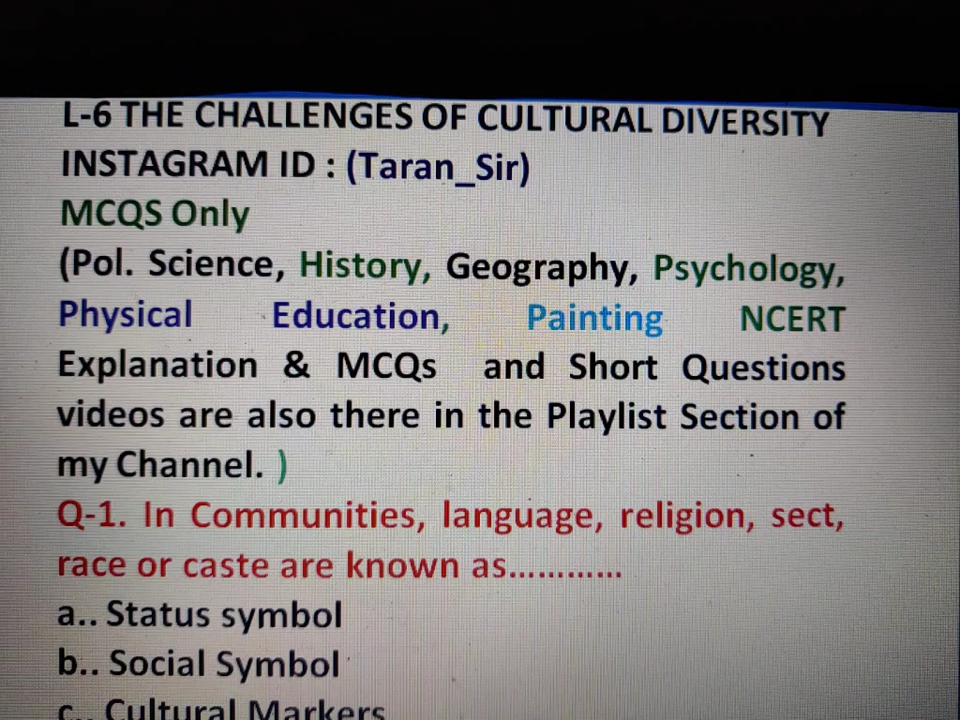 L-6 THE CHALLENGES OF CULTURAL DIVERSITY
INSTAGRAM ID : (Taran_Sir)
MCQS Only
(Pol. Science, History, Geography, Psychology,
Physical Education, Painting NCERT
Explanation & MCQs and Short Questions
videos are also there in the Playlist Section of
my Channel. )
Q-1. In Communities, language, religion, sect,
race or caste are known as............
a.. Status symbol
b.. Social Symbol
c.. Cultural Markers